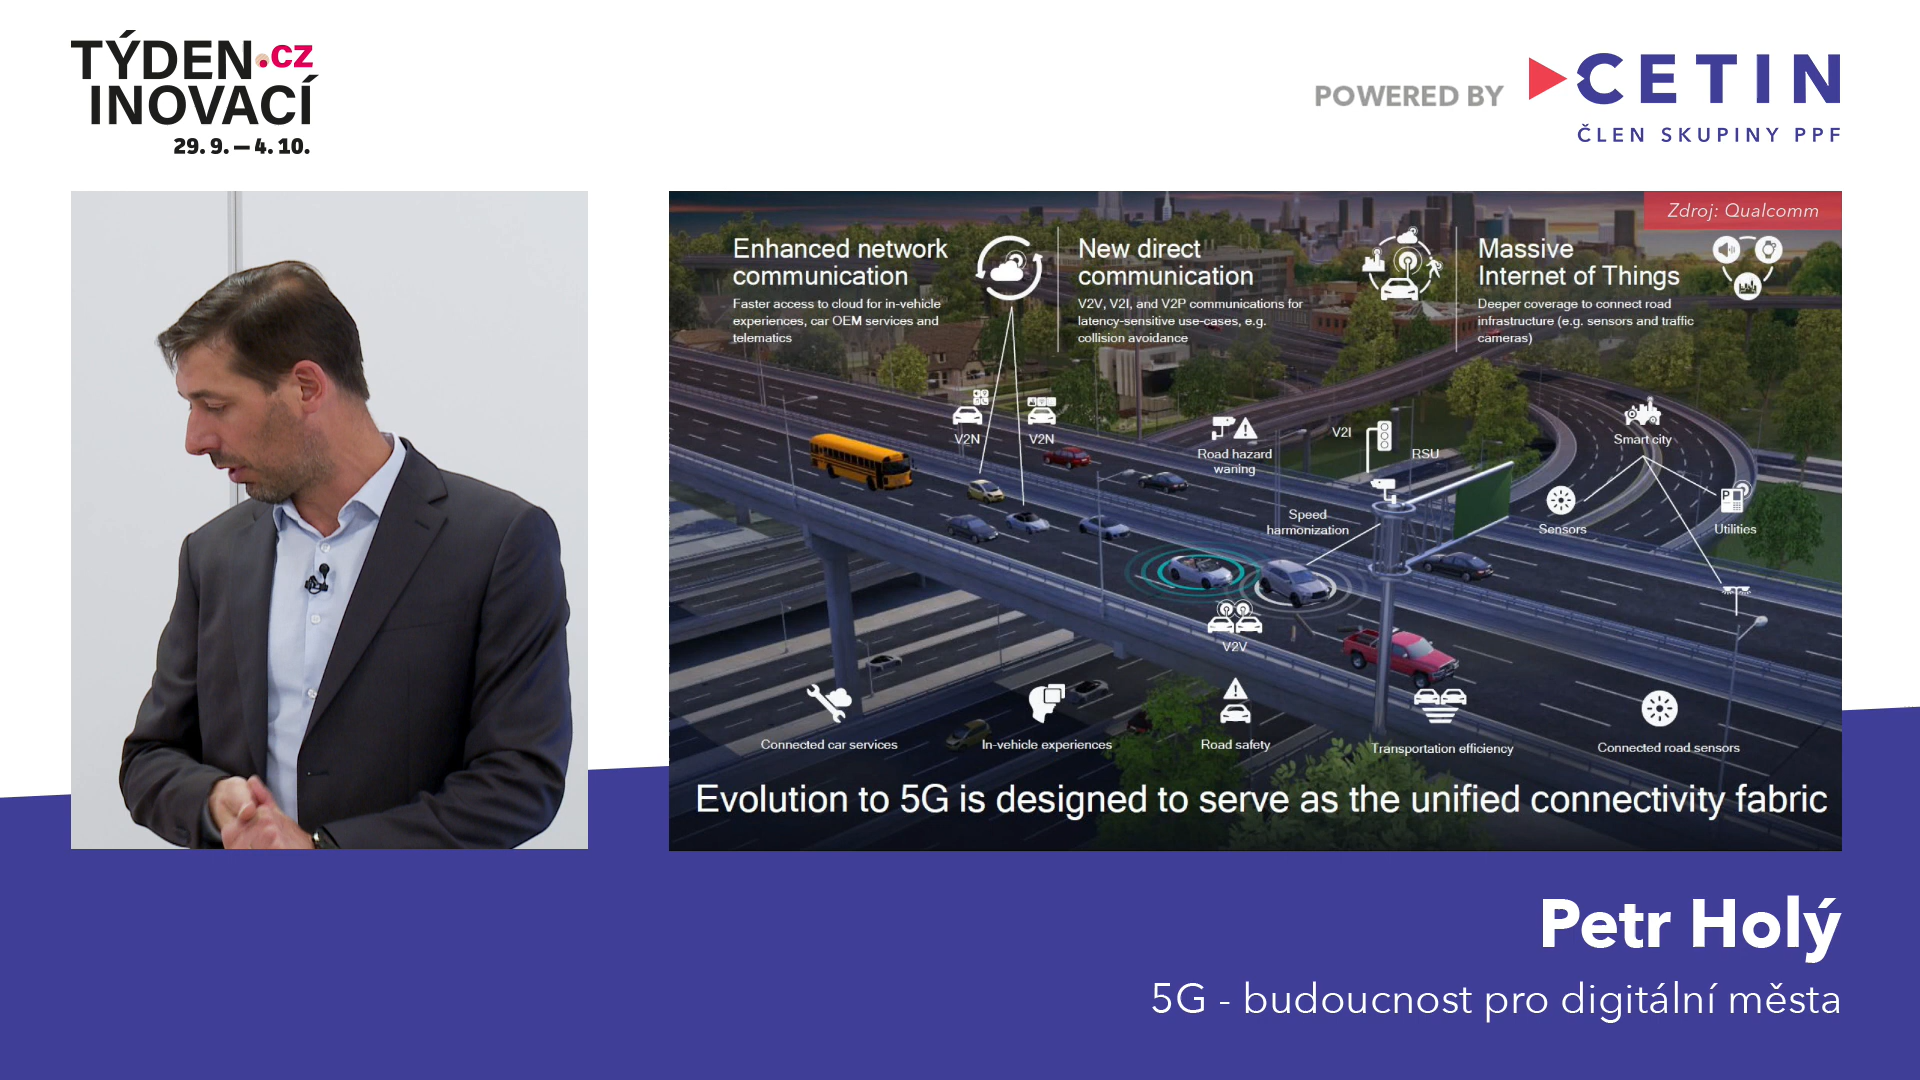 TÝDEN.CZ
INOVACÍ
29. 9. — 4. 10.
POWERED BY
CETIN
ČLEN SKUPINY PPF
Zdroj: Qualcomm
Enhanced network
communication
Faster access to cloud for in-vehicle
experiences, car OEM services and
telematics
New direct
communication
V2V, V2I, and V2P communications for
latency-sensitive use-cases, e.g.
collision avoidance
Massive
Internet of Things
Deeper coverage to connect road
infrastructure (e.g. sensors and traffic
cameras)
V2N
V2N
Road hazard
waning
V2I
RSU
Smart city
Speed
harmonization
Sensors
P
Utilities
V2V
Connected car services
In-vehicle experiences
Road safety
Transportation efficiency
Connected road sensors
Evolution to 5G is designed to serve as the unified connectivity fabric
Petr Holý
5G - budoucnost pro digitální města